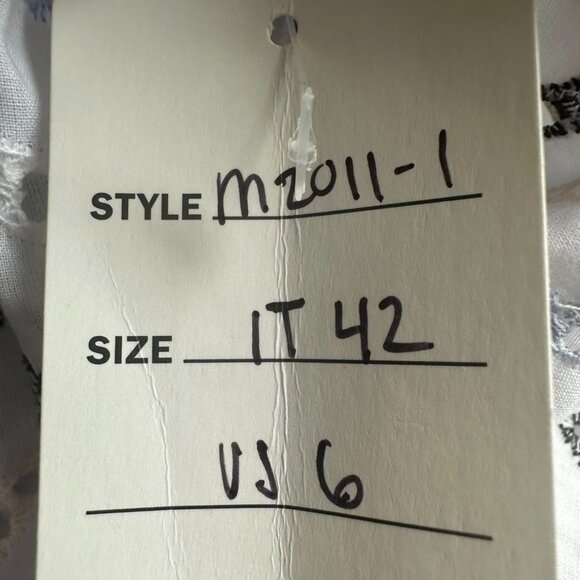 STYLE M2011-1
SIZE IT 42
US 6